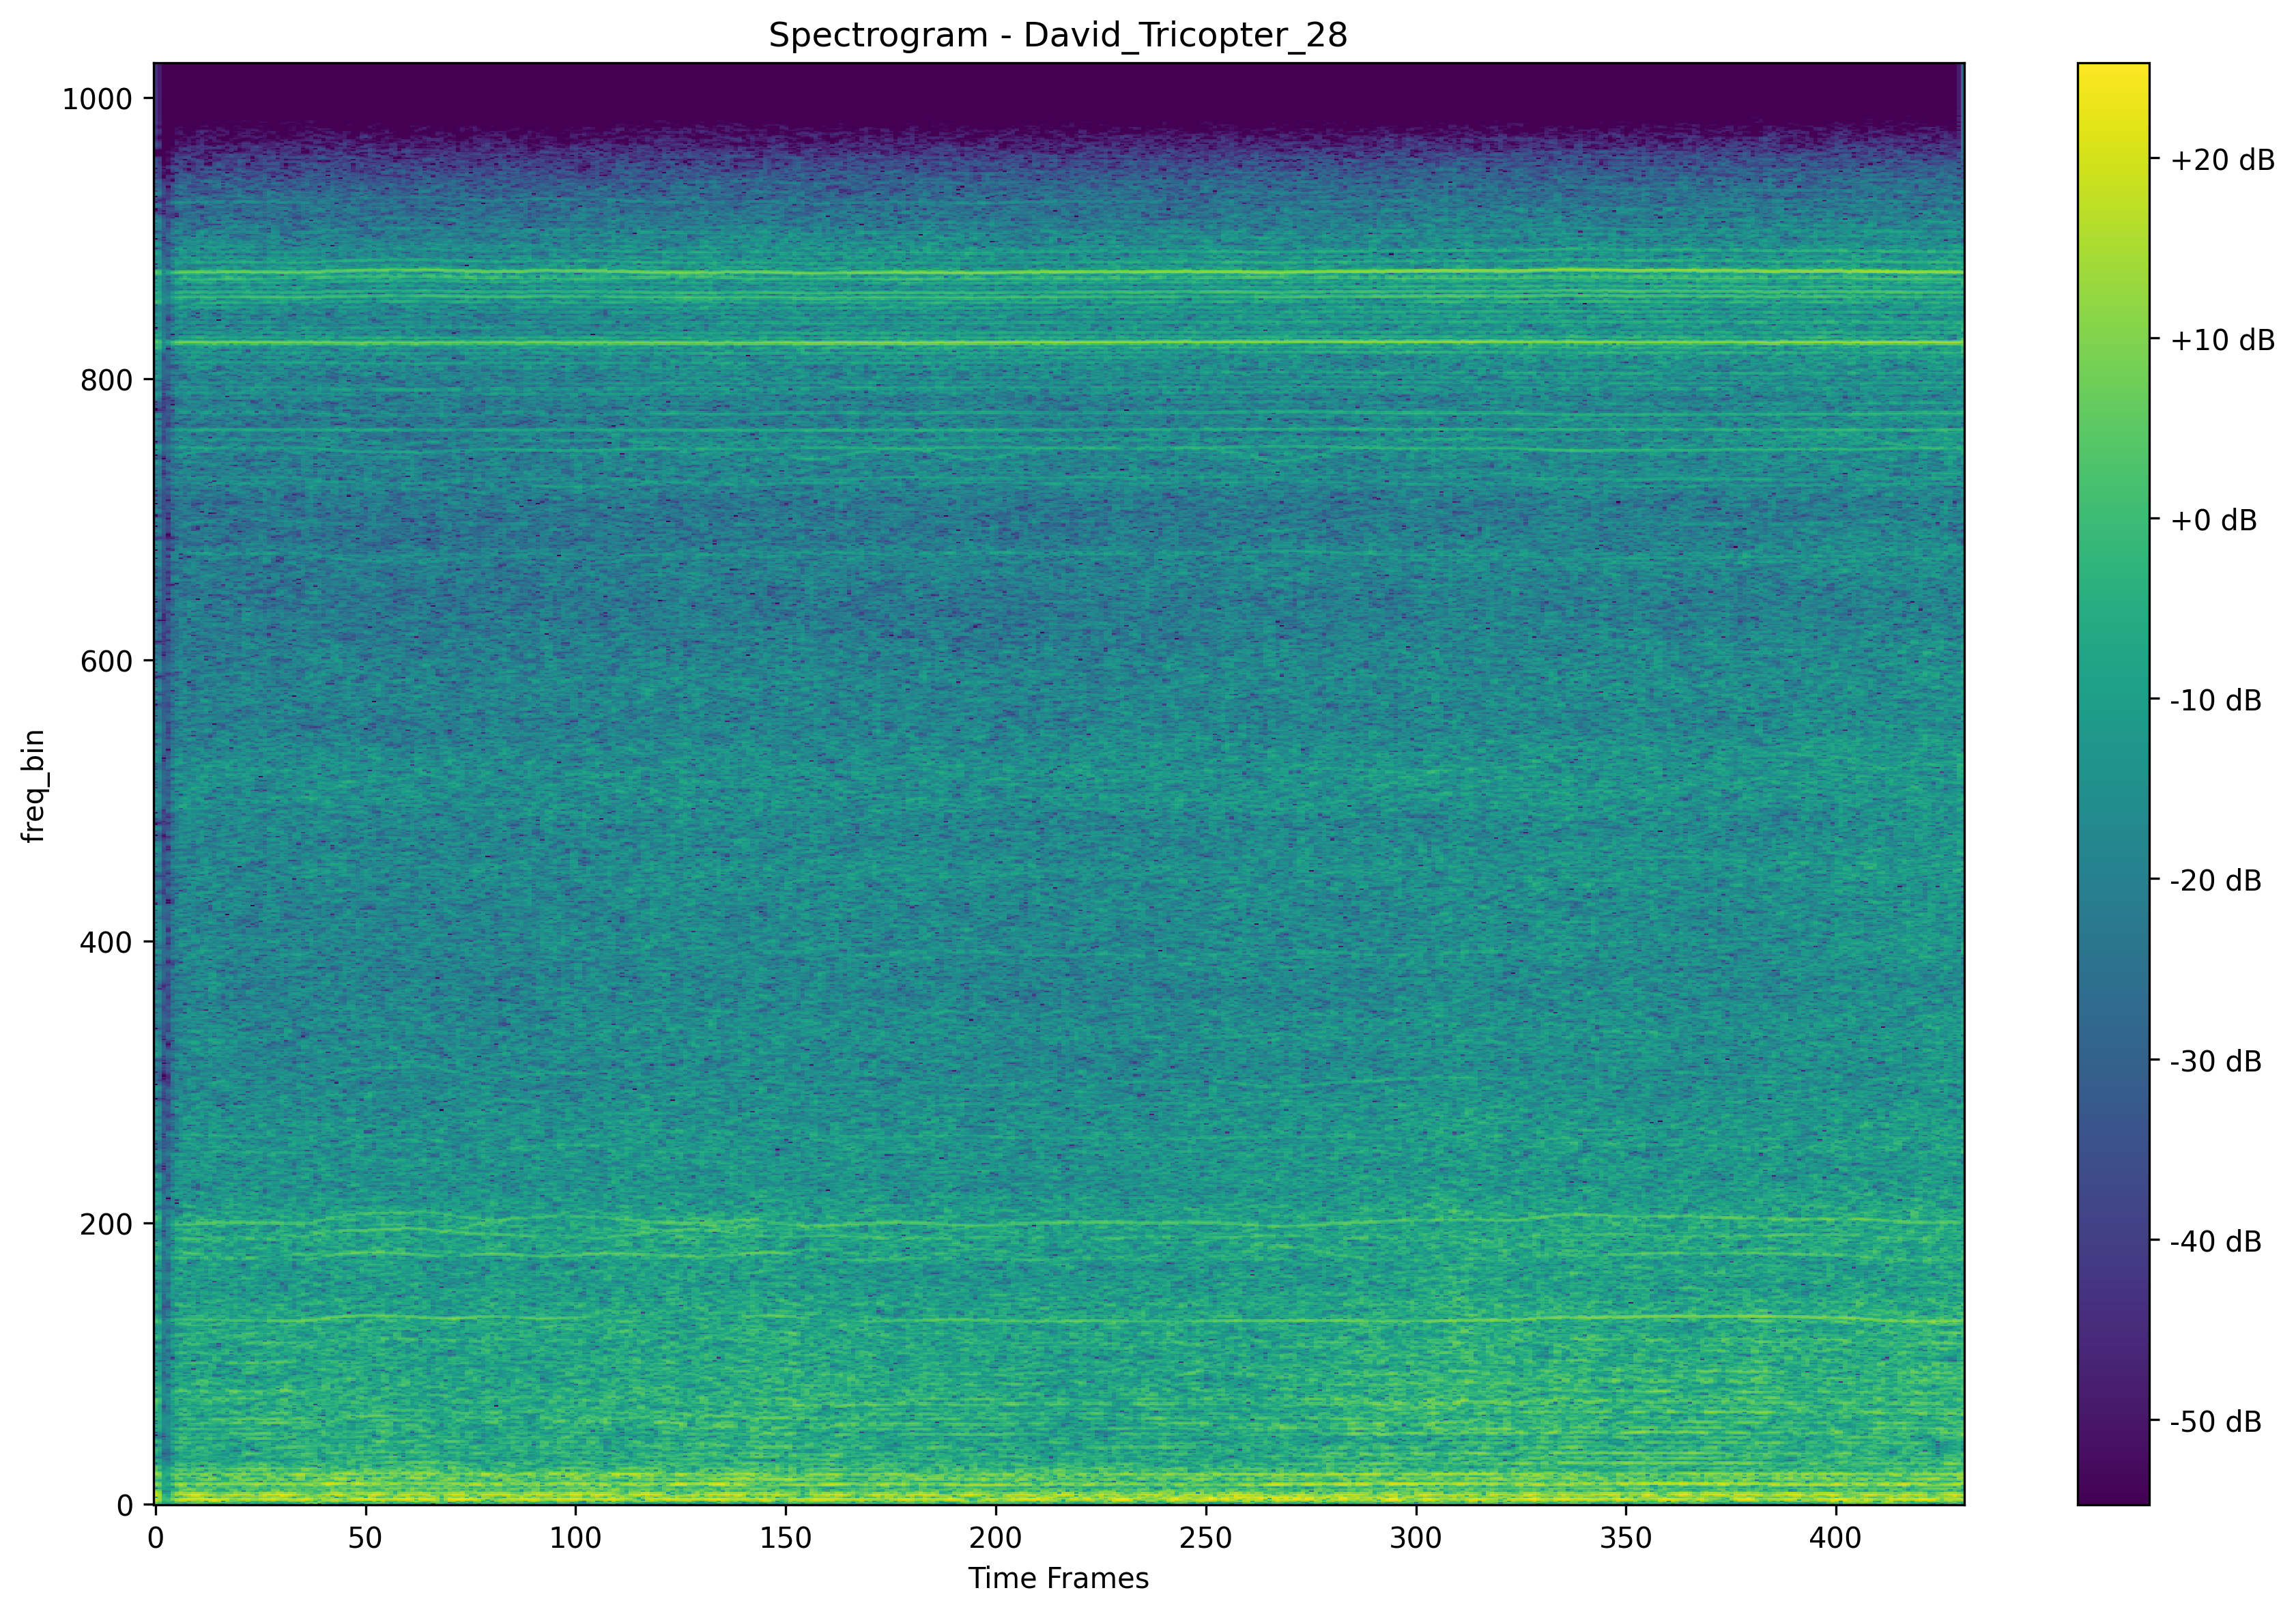 Spectrogram - David_Tricopter_28
freq_bin
1000
800
600
400
200
0
0 50 100 150 200 250 300 350 400
Time Frames
+20 dB
+10 dB
+0 dB
-10 dB
-20 dB
-30 dB
-40 dB
-50 dB